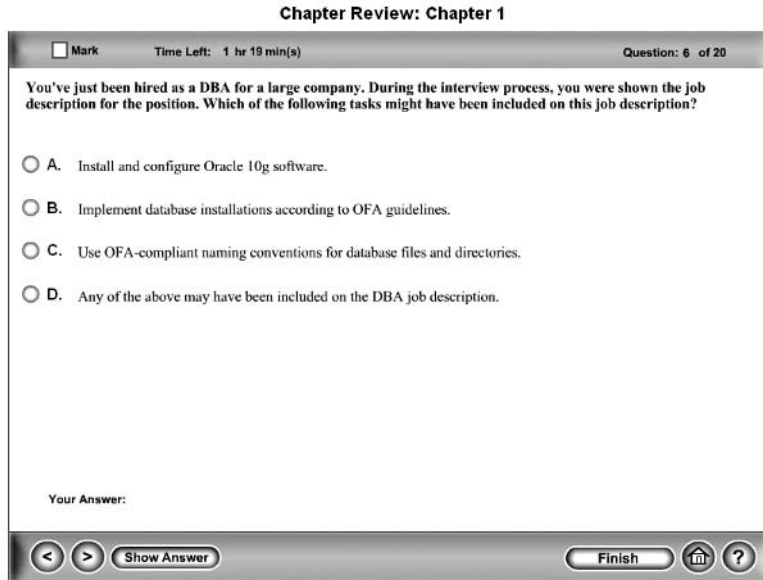 Chapter Review: Chapter 1
Mark Time Left: 1 hr 19 min(s) Question: 6 of 20
You've just been hired as a DBA for a large company. During the interview process, you were shown the job
description for the position. Which of the following tasks might have been included on this job description?
A. Install and configure Oracle 10g software.
B. Implement database installations according to OFA guidelines.
C. Use OFA-compliant naming conventions for database files and directories.
D. Any of the above may have been included on the DBA job description.
Your Answer:
< > Show Answer Finish ?